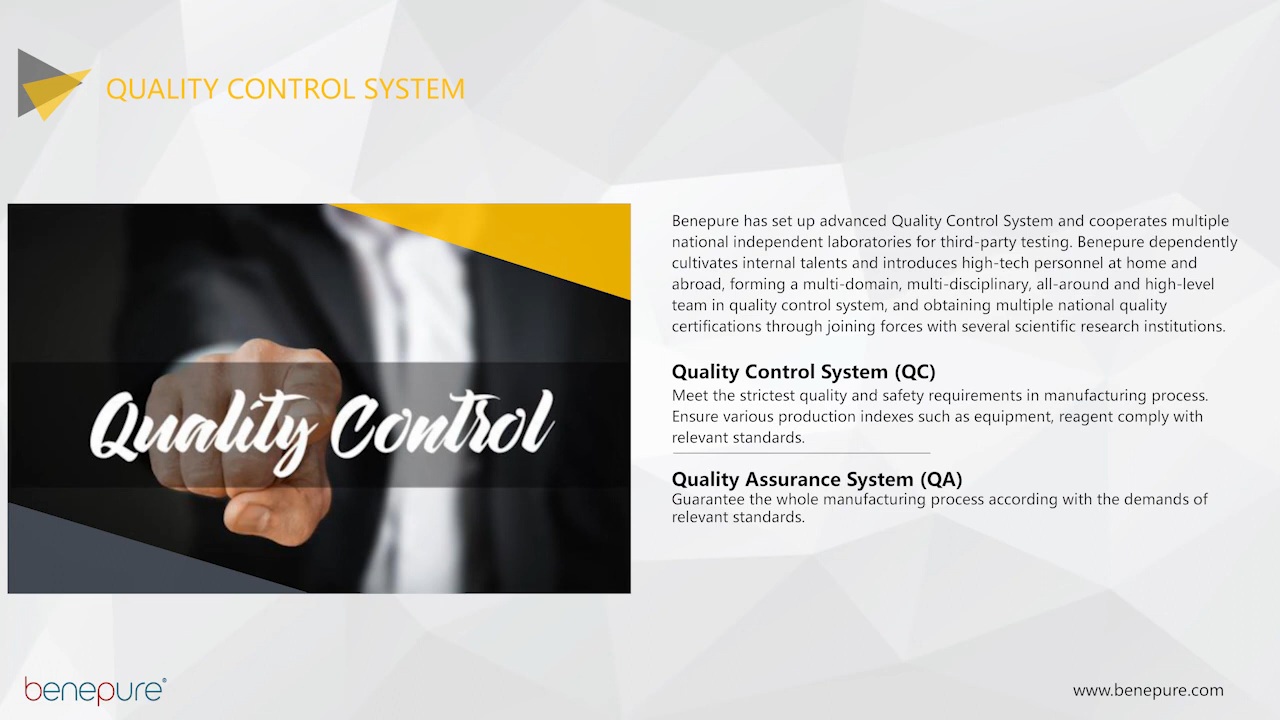 QUALITY CONTROL SYSTEM
Quality Control
Benepure has set up advanced Quality Control System and cooperates multiple
national independent laboratories for third-party testing. Benepure dependently
cultivates internal talents and introduces high-tech personnel at home and
abroad, forming a multi-domain, multi-disciplinary, all-around and high-level
team in quality control system, and obtaining multiple national quality
certifications through joining forces with several scientific research institutions.
Quality Control System (QC)
Meet the strictest quality and safety requirements in manufacturing process.
Ensure various production indexes such as equipment, reagent comply with
relevant standards.
Quality Assurance System (QA)
Guarantee the whole manufacturing process according with the demands of
relevant standards.
benepure®
www.benepure.com